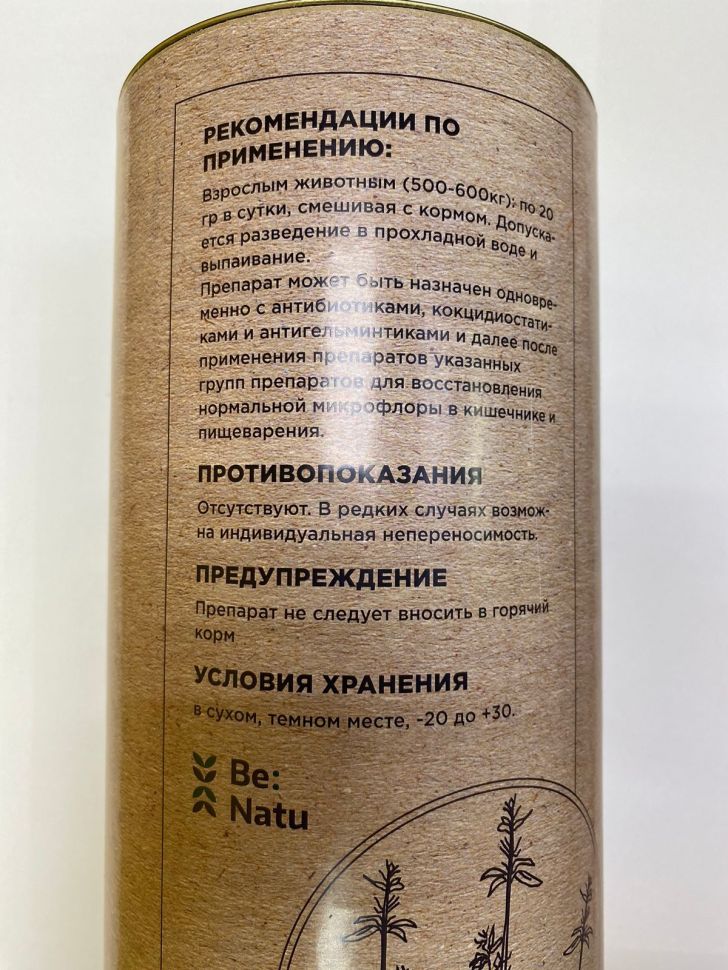 РЕКОМЕНДАЦИИ ПО
ПРИМЕНЕНИЮ:
Взрослым животным (500-600кг): по 20
гр в сутки, смешивая с кормом. Допуска-
ется разведение в прохладной воде и
выпаивание.
Препарат может быть назначен одновре-
менно с антибиотиками, кокцидиостати-
ками и антигельминтиками и далее после
применения препаратов указанных
групп препаратов для восстановления
нормальной микрофлоры в кишечнике и
пищеварения.
ПРОТИВОПОКАЗАНИЯ
Отсутствуют. В редких случаях возмож-
на индивидуальная непереносимость.
ПРЕДУПРЕЖДЕНИЕ
Препарат не следует вносить в горячий
корм
УСЛОВИЯ ХРАНЕНИЯ
в сухом, темном месте, -20 до +30.
Be:
Natu